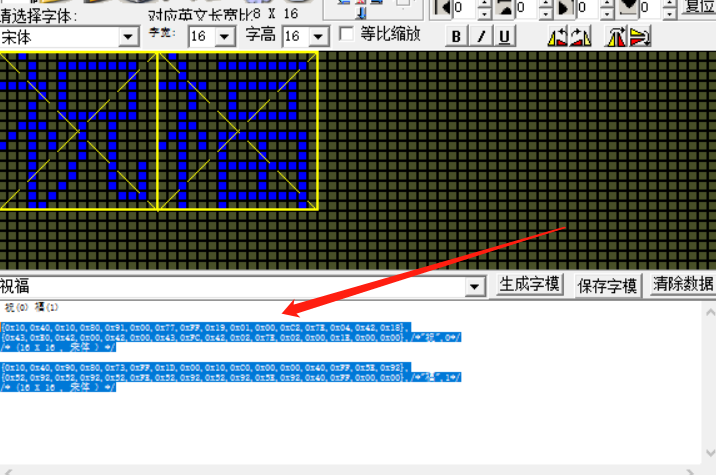 请选择字体: 对应英文长宽比8 X 16
0 0 0 0 复位
宋体 字宽: 16 字高 16 等比缩放 B I U
祝福 生成字模 保存字模 清除数据
祝(0) 福(1)
{0x10,0x40,0x10,0x80,0x91,0x00,0x77,0xFF,0x19,0x01,0x00,0xC2,0x7E,0x04,0x42,0x18},
{0x43,0xE0,0x42,0x00,0x42,0x00,0x43,0xFC,0x42,0x02,0x7E,0x02,0x00,0x1E,0x00,0x00},/*"祝",0*/
/* (16 X 16 , 宋体 )*/
{0x10,0x40,0x90,0x80,0x73,0xFF,0x1D,0x00,0x10,0xC0,0x00,0x00,0x40,0xFF,0x5E,0x92},
{0x52,0x92,0x52,0x92,0x52,0xFE,0x52,0x92,0x52,0x92,0x5E,0x92,0x40,0xFF,0x00,0x00},/*"福",1*/
/* (16 X 16 , 宋体 )*/